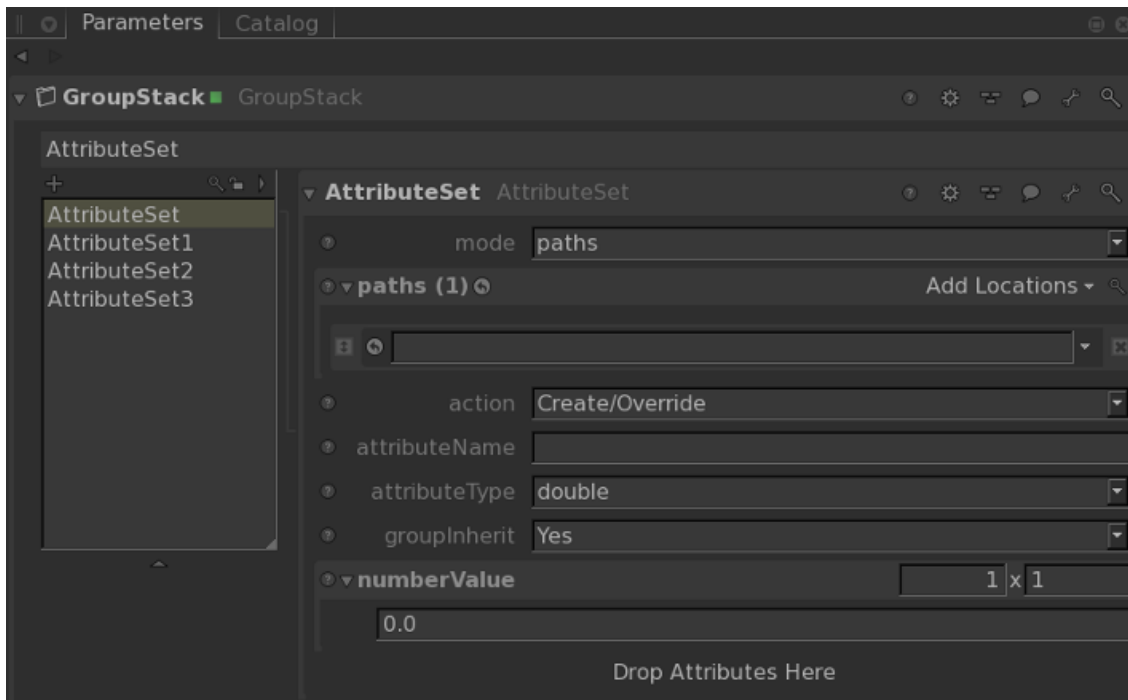 Parameters Catalog
GroupStack GroupStack
AttributeSet
AttributeSet
AttributeSet1
AttributeSet2
AttributeSet3
AttributeSet AttributeSet
mode paths
paths (1) Add Locations
action Create/Override
attributeName
attributeType double
groupInherit Yes
numberValue 1 x 1
0.0
Drop Attributes Here